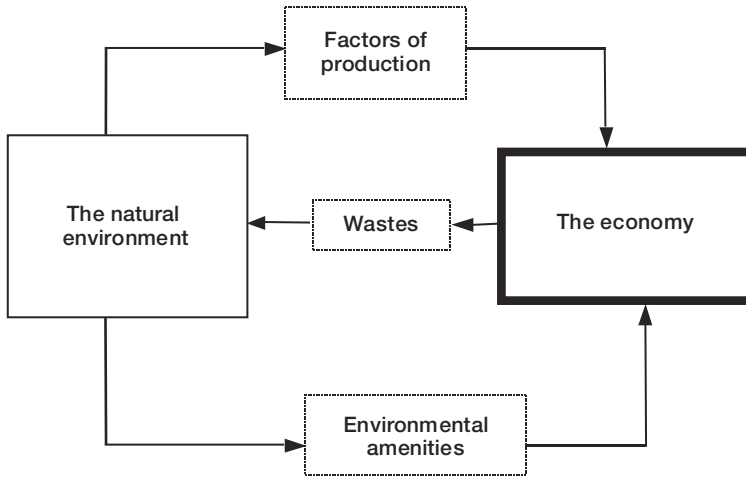 Factors of
production
The natural
environment
Wastes
The economy
Environmental
amenities